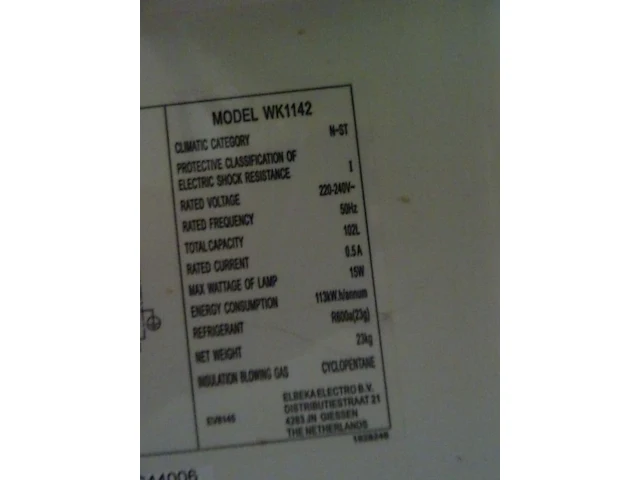 MODEL WK1142
CLIMATIC CATEGORY N-ST
PROTECTIVE CLASSIFICATION OF
ELECTRIC SHOCK RESISTANCE I
RATED VOLTAGE 220-240V~
RATED FREQUENCY 50Hz
TOTAL CAPACITY 102L
RATED CURRENT 0.5A
MAX WATTAGE OF LAMP 15W
ENERGY CONSUMPTION 113kW.h/annum
REFRIGERANT R600a(23g)
NET WEIGHT 23kg
INSULATION BLOWING GAS CYCLOPENTANE
ELBEKA ELECTRO B.V.
DISTRIBUTIESTRAAT 21
4283 JN GIESSEN
THE NETHERLANDS